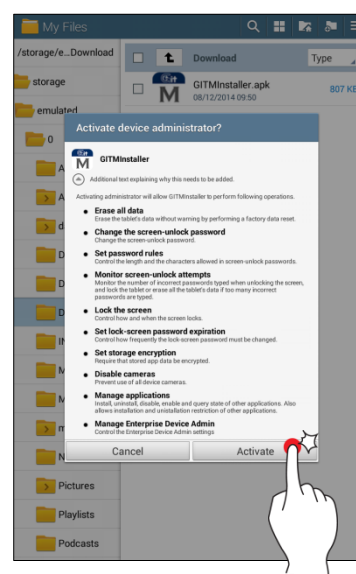 My Files
/storage/e...Download
Download
Type
storage
GITMInstaller.apk
08/12/2014 09:50
807 KB
emulated
0
Activate device administrator?
GITMInstaller
Additional text explaining why this needs to be added.
Activating administrator will allow GITMInstaller to perform following operations.
Erase all data
Erase the tablet's data without warning by performing a factory data reset.
Change the screen-unlock password
Change the screen-unlock password.
Set password rules
Control the length and the characters allowed in screen-unlock passwords.
Monitor screen-unlock attempts
Monitor the number of incorrect passwords typed when unlocking the screen,
and lock the tablet or erase all the tablet's data if too many incorrect
passwords are typed.
Lock the screen
Control how and when the screen locks.
Set lock-screen password expiration
Control how frequently the lock-screen password must be changed.
Set storage encryption
Require that stored app data be encrypted.
Disable cameras
Prevent use of all device cameras.
Manage applications
Install, uninstall, disable, enable and query state of other applications. Also
allows installation and uninstallation restriction of other applications.
Manage Enterprise Device Admin
Control the Enterprise Device Admin settings
Cancel
Activate
Pictures
Playlists
Podcasts